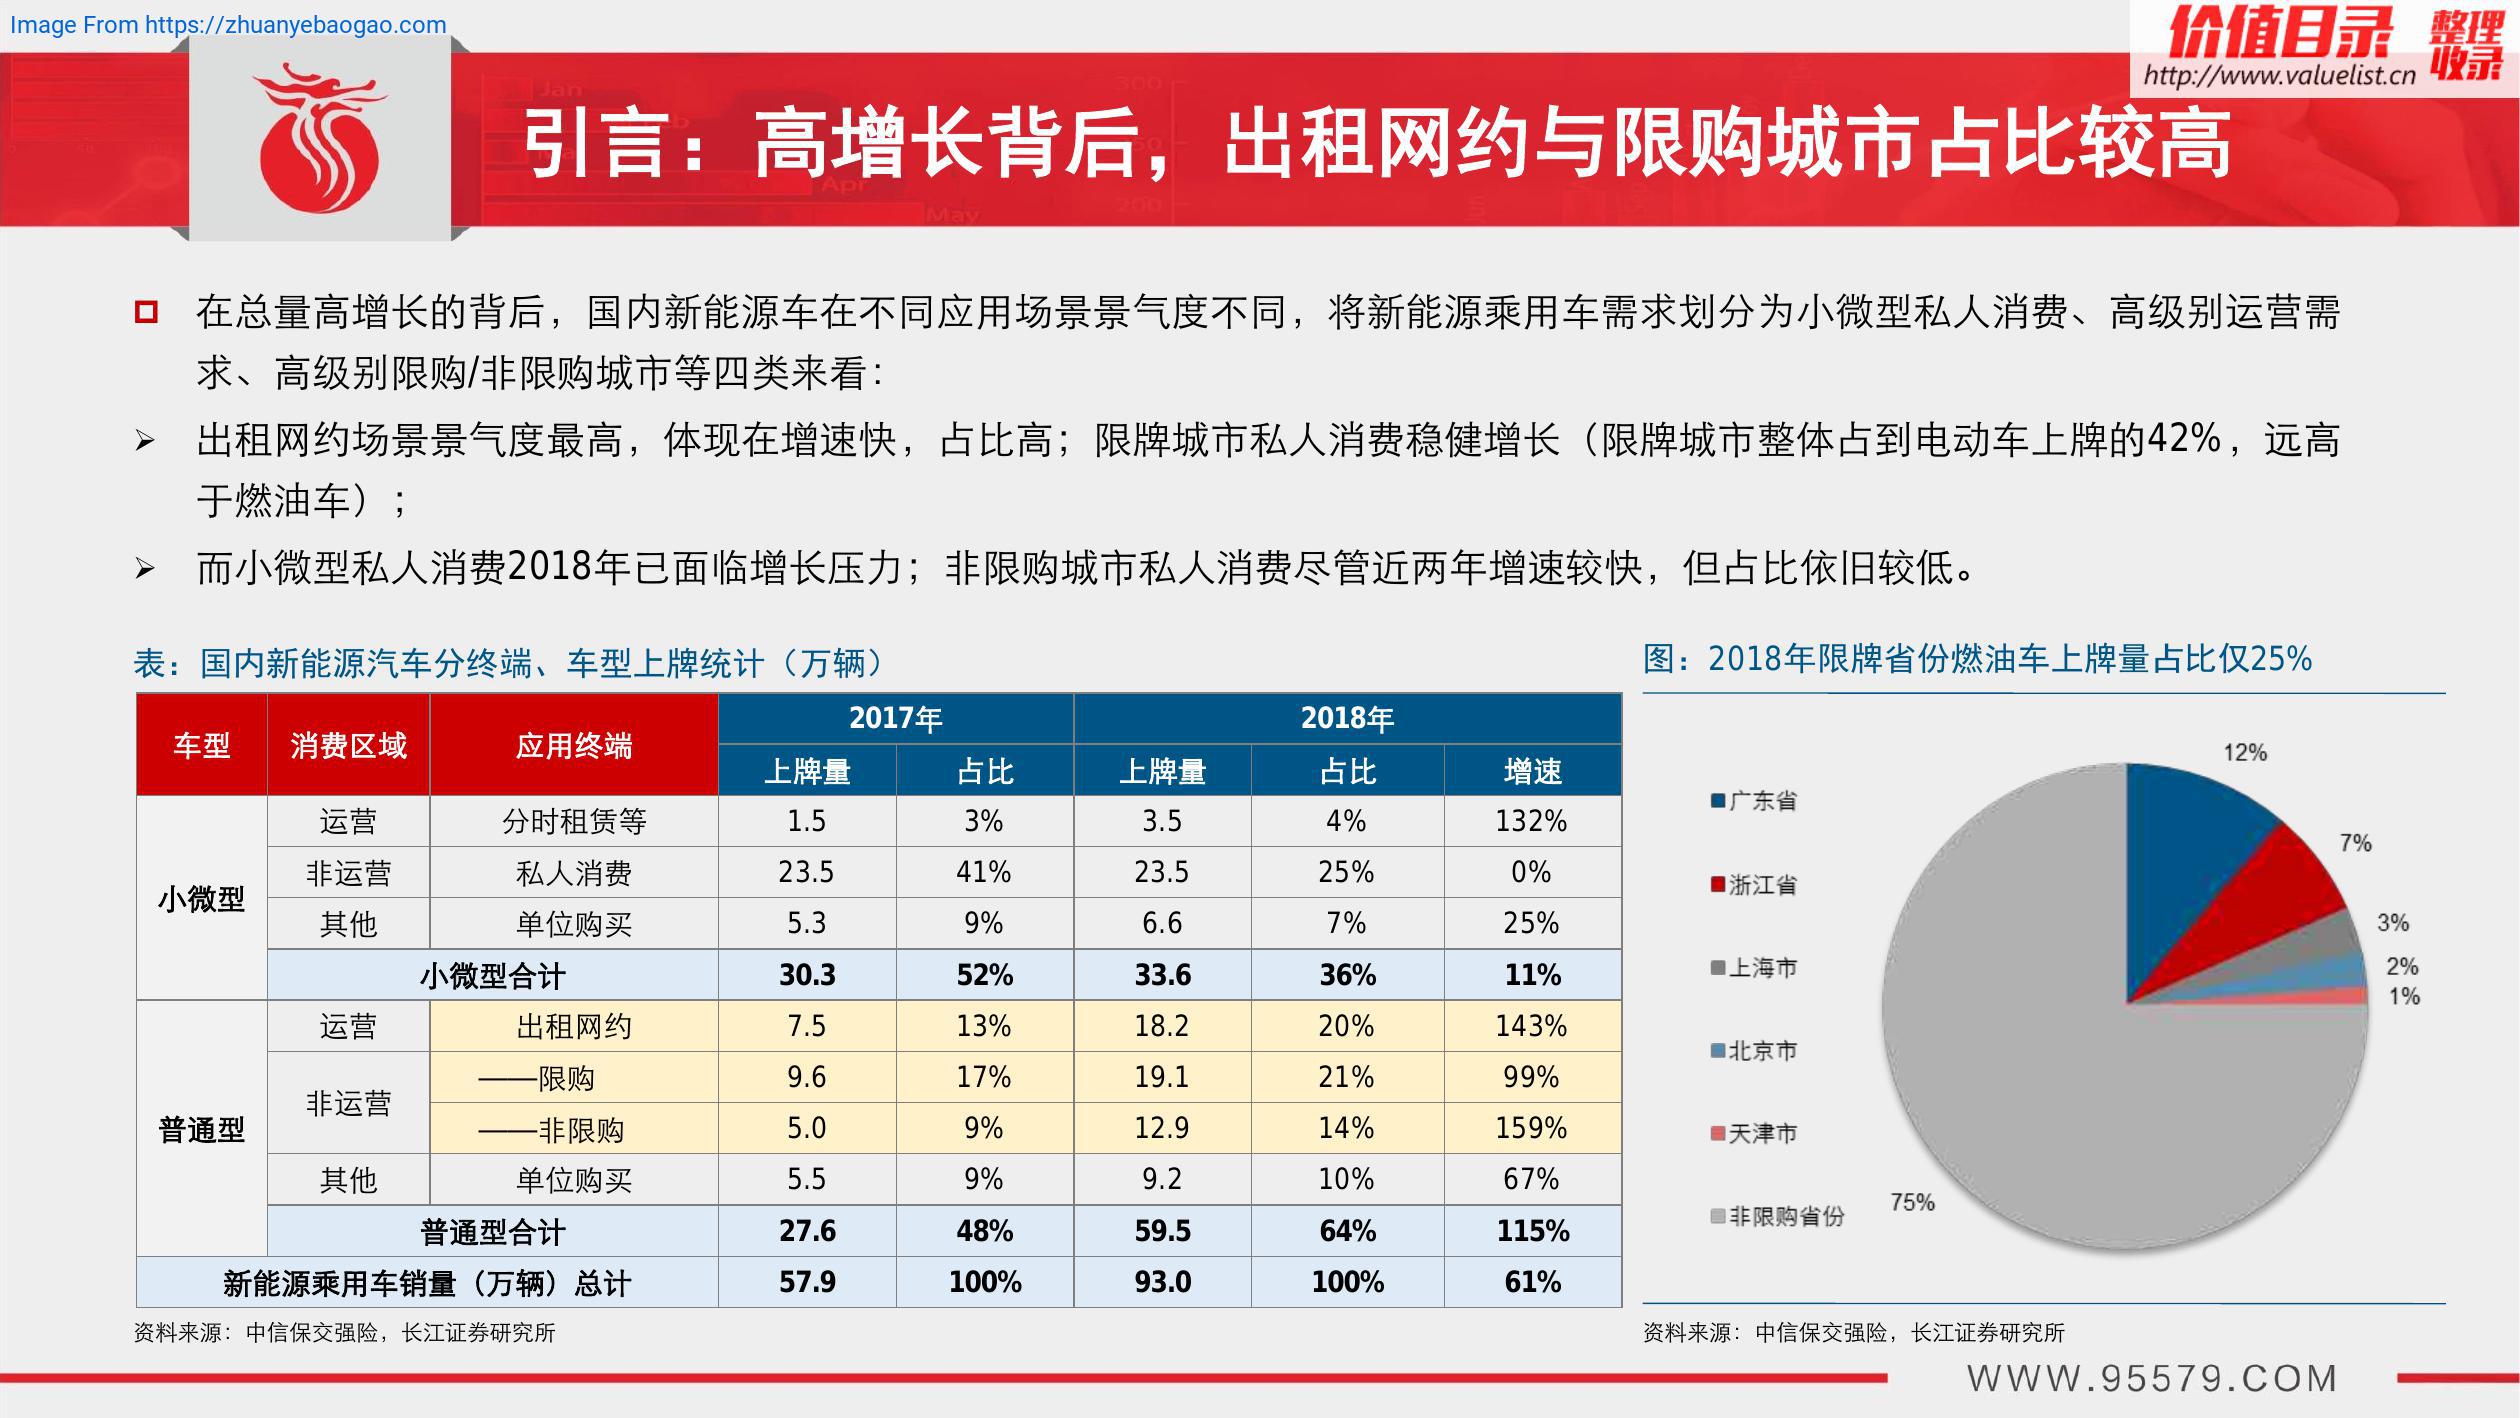 Image From https://zhuanyebaogao.com
价值目录 整理收录
http://www.valuelist.cn
引言：高增长背后，出租网约与限购城市占比较高
在总量高增长的背后，国内新能源车在不同应用场景景气度不同，将新能源乘用车需求划分为小微型私人消费、高级别运营需
求、高级别限购/非限购城市等四类来看：
出租网约场景景气度最高，体现在增速快，占比高；限牌城市私人消费稳健增长（限牌城市整体占到电动车上牌的42%，远高
于燃油车）；
而小微型私人消费2018年已面临增长压力；非限购城市私人消费尽管近两年增速较快，但占比依旧较低。
表：国内新能源汽车分终端、车型上牌统计（万辆）
车型 消费区域 应用终端 2017年 2018年
上牌量 占比 上牌量 占比 增速
小微型 运营 分时租赁等 1.5 3% 3.5 4% 132%
非运营 私人消费 23.5 41% 23.5 25% 0%
其他 单位购买 5.3 9% 6.6 7% 25%
小微型合计 30.3 52% 33.6 36% 11%
普通型 运营 出租网约 7.5 13% 18.2 20% 143%
非运营 ——限购 9.6 17% 19.1 21% 99%
——非限购 5.0 9% 12.9 14% 159%
其他 单位购买 5.5 9% 9.2 10% 67%
普通型合计 27.6 48% 59.5 64% 115%
新能源乘用车销量（万辆）总计 57.9 100% 93.0 100% 61%
资料来源：中信保交强险，长江证券研究所
图：2018年限牌省份燃油车上牌量占比仅25%
广东省
浙江省
上海市
北京市
天津市
非限购省份
12%
7%
3%
2%
1%
75%
资料来源：中信保交强险，长江证券研究所
WWW.95579.COM